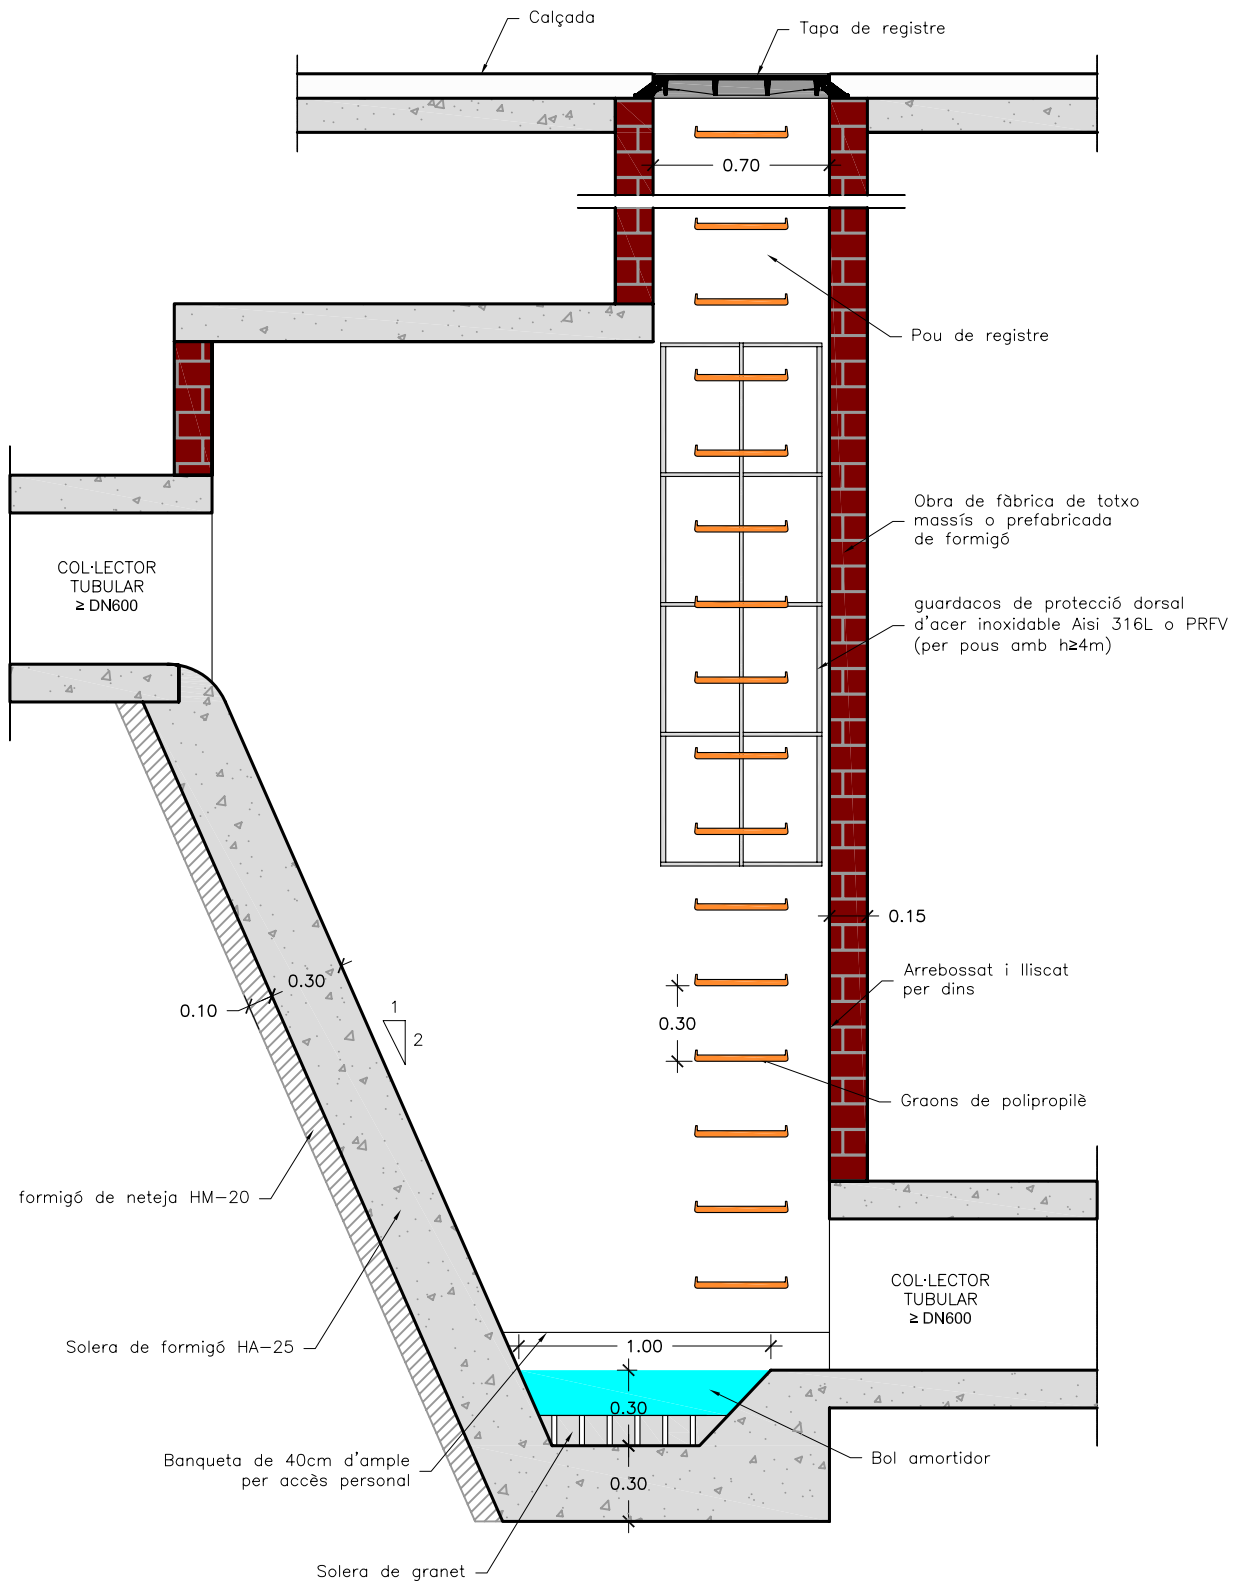 Calçada
Tapa de registre
0.70
Pou de registre
Obra de fàbrica de totxo
massís o prefabricada
de formigó
COL·LECTOR
TUBULAR
≥ DN600
guardacos de protecció dorsal
d'acer inoxidable Aisi 316L o PRFV
(per pous amb h≥4m)
0.15
Arrebossat i lliscat
per dins
0.30
0.10
1
2
0.30
Graons de polipropilè
formigó de neteja HM-20
COL·LECTOR
TUBULAR
≥ DN600
Solera de formigó HA-25
1.00
0.30
Banqueta de 40cm d'ample
per accès personal
Bol amortidor
0.30
Solera de granet